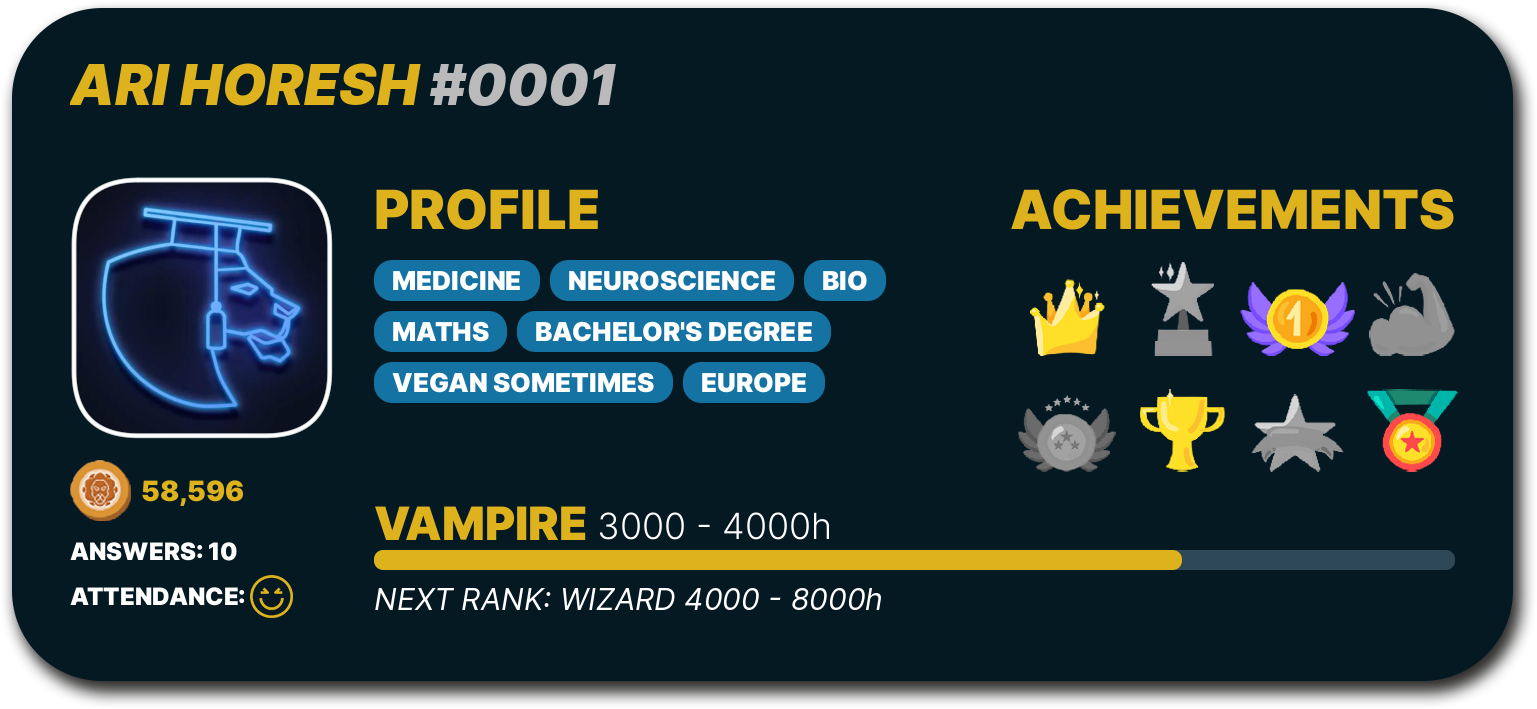 ARI HORESH #0001
PROFILE
MEDICINE NEUROSCIENCE BIO
MATHS BACHELOR'S DEGREE
VEGAN SOMETIMES EUROPE
ACHIEVEMENTS
1
58,596
ANSWERS: 10
ATTENDANCE:
VAMPIRE 3000 - 4000h
NEXT RANK: WIZARD 4000 - 8000h